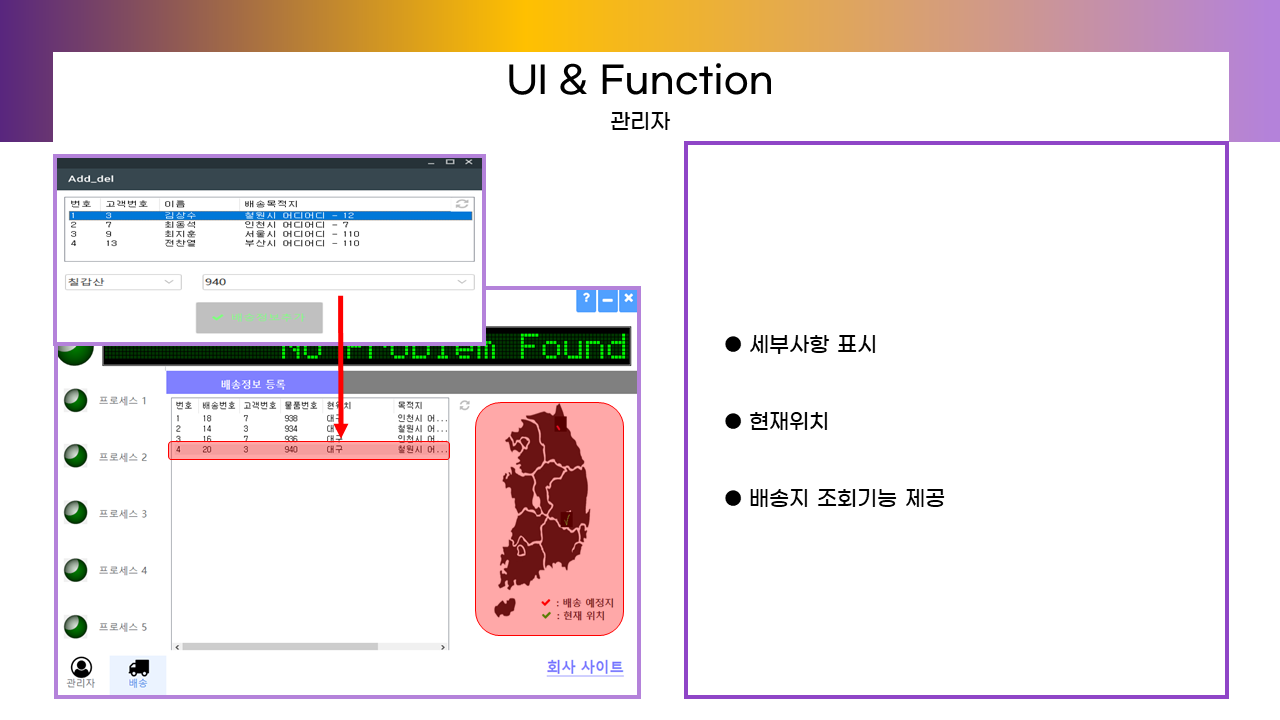 UI & Function
관리자
Add_del
번호 고객번호 이름 배송목적지
1 3 김상수 철원시 어디어디 - 12
2 7 최동석 인천시 어디어디 - 7
3 9 최지훈 서울시 어디어디 - 110
4 13 전찬열 부산시 어디어디 - 110
칠갑산 940
배송정보추가
No Problem Found
배송정보 등록
번호 배송번호 고객번호 물품번호 현위치 목적지
1 18 7 938 대구 인천시 어...
2 14 3 934 대구 철원시 어...
3 16 7 936 대구 인천시 어...
4 20 3 940 대구 철원시 어...
프로세스 1
프로세스 2
프로세스 3
프로세스 4
프로세스 5
: 배송 예정지
: 현재 위치
관리자 배송
회사 사이트
● 세부사항 표시
● 현재위치
● 배송지 조회기능 제공